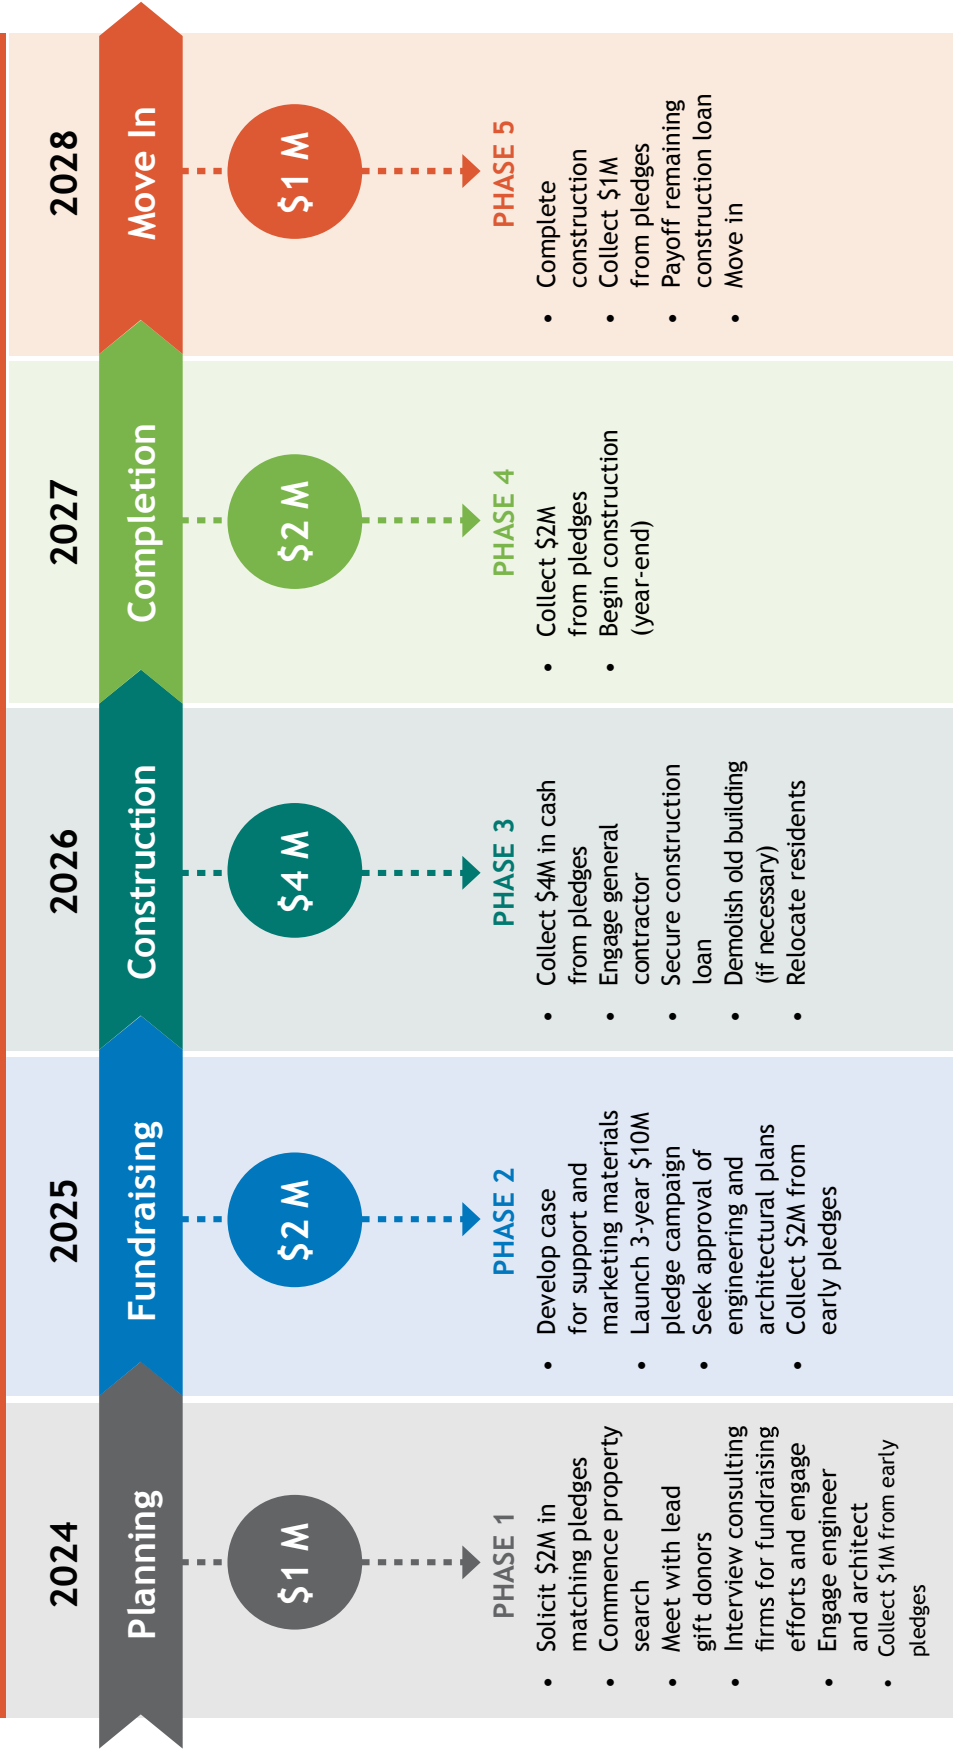 2024
Planning
$1 M
PHASE 1
• Solicit $2M in
matching pledges
• Commence property
search
• Meet with lead
gift donors
• Interview consulting
firms for fundraising
efforts and engage
• Engage engineer
and architect
• Collect $1M from early
pledges
2025
Fundraising
$2 M
PHASE 2
• Develop case
for support and
marketing materials
• Launch 3-year $10M
pledge campaign
• Seek approval of
engineering and
architectural plans
• Collect $2M from
early pledges
2026
Construction
$4 M
PHASE 3
• Collect $4M in cash
from pledges
• Engage general
contractor
• Secure construction
loan
• Demolish old building
(if necessary)
• Relocate residents
2027
Completion
$2 M
PHASE 4
• Collect $2M
from pledges
• Begin construction
(year-end)
2028
Move In
$1 M
PHASE 5
• Complete
construction
• Collect $1M
from pledges
• Payoff remaining
construction loan
• Move in